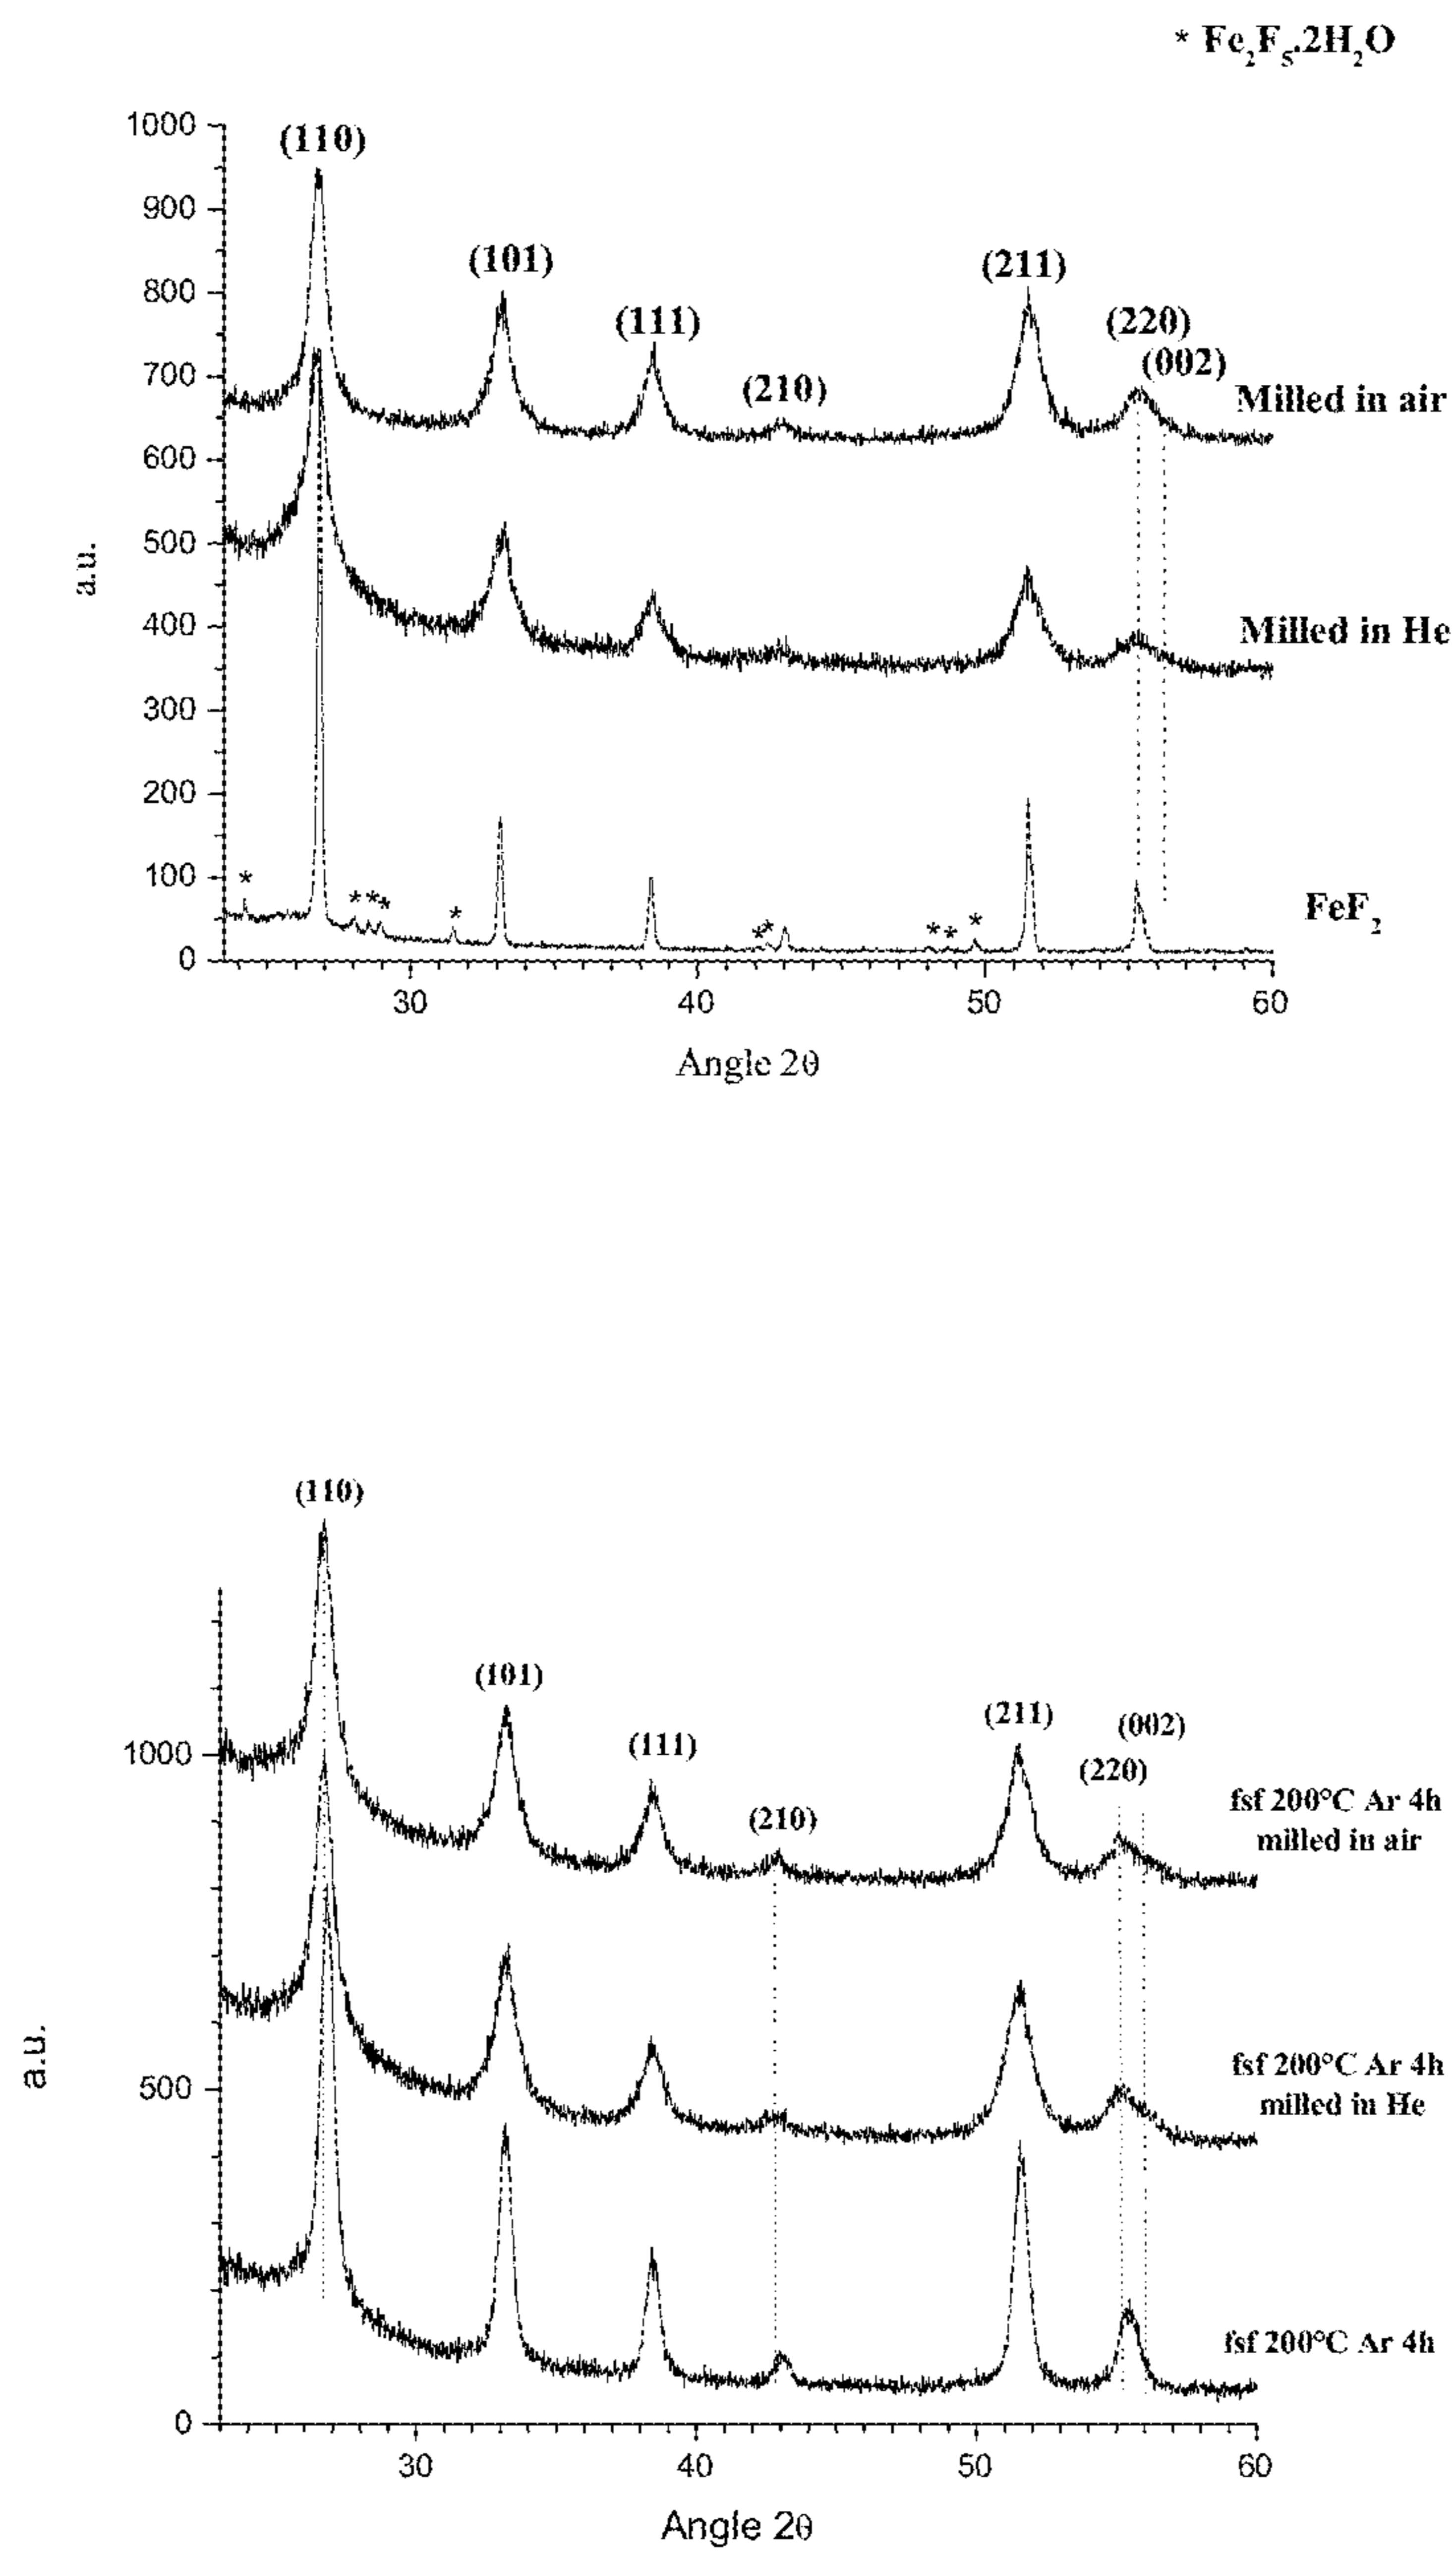 * Fe₂F₅.2H₂O
1000
(110)
900
(101)
(211)
800
(111)
(220)
(210)
(002)
700
Milled in air
600
500
a.u.
400
Milled in He
300
200
100
*
* * *
*
* *
* * *
FeF₂
0
30
40
50
60
Angle 2θ
(110)
(101)
(211)
(002)
(111)
1000
(220)
(210)
fsf 200°C Ar 4h
milled in air
a.u.
500
fsf 200°C Ar 4h
milled in He
fsf 200°C Ar 4h
0
30
40
50
60
Angle 2θ